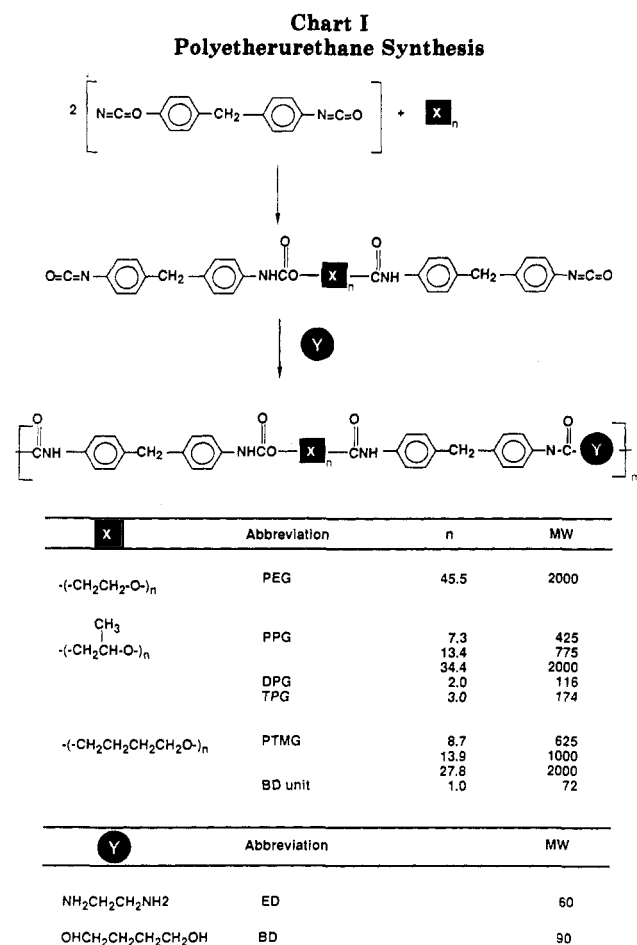 Chart I
Polyetherurethane Synthesis
2 N=C=O CH₂ N=C=O + X n
O=C=N CH₂ NHCO O X n CNH O CH₂ N=C=O
Y
CNH O CH₂ NHCO O X n CNH O CH₂ N-C- O Y m
X Abbreviation n MW
-(-CH₂CH₂-O-)n PEG 45.5 2000
CH₃
-(-CH₂CH-O-)n PPG 7.3 425
13.4 775
34.4 2000
DPG 2.0 116
TPG 3.0 174
-(-CH₂CH₂CH₂CH₂O-)n PTMG 8.7 625
13.9 1000
27.8 2000
BD unit 1.0 72
Y Abbreviation MW
NH₂CH₂CH₂NH2 ED 60
OHCH₂CH₂CH₂CH₂OH BD 90